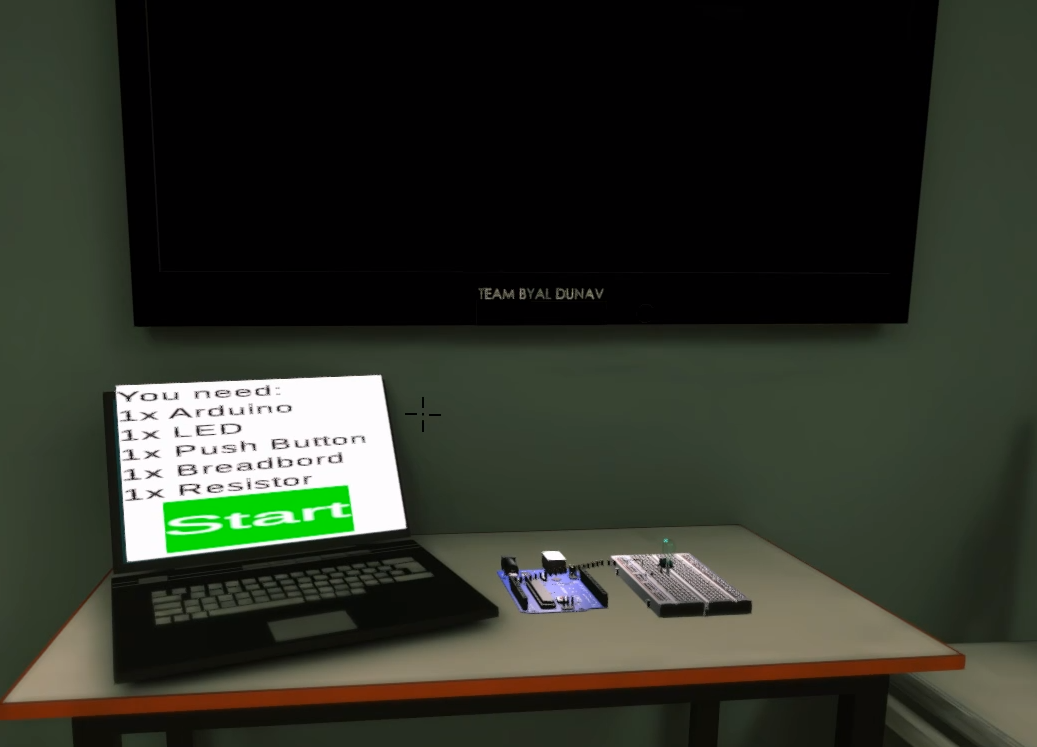 TEAM BYAL DUNAV
You need:
1x Arduino
1x LED
1x Push Button
1x Breadbord
1x Resistor
Start